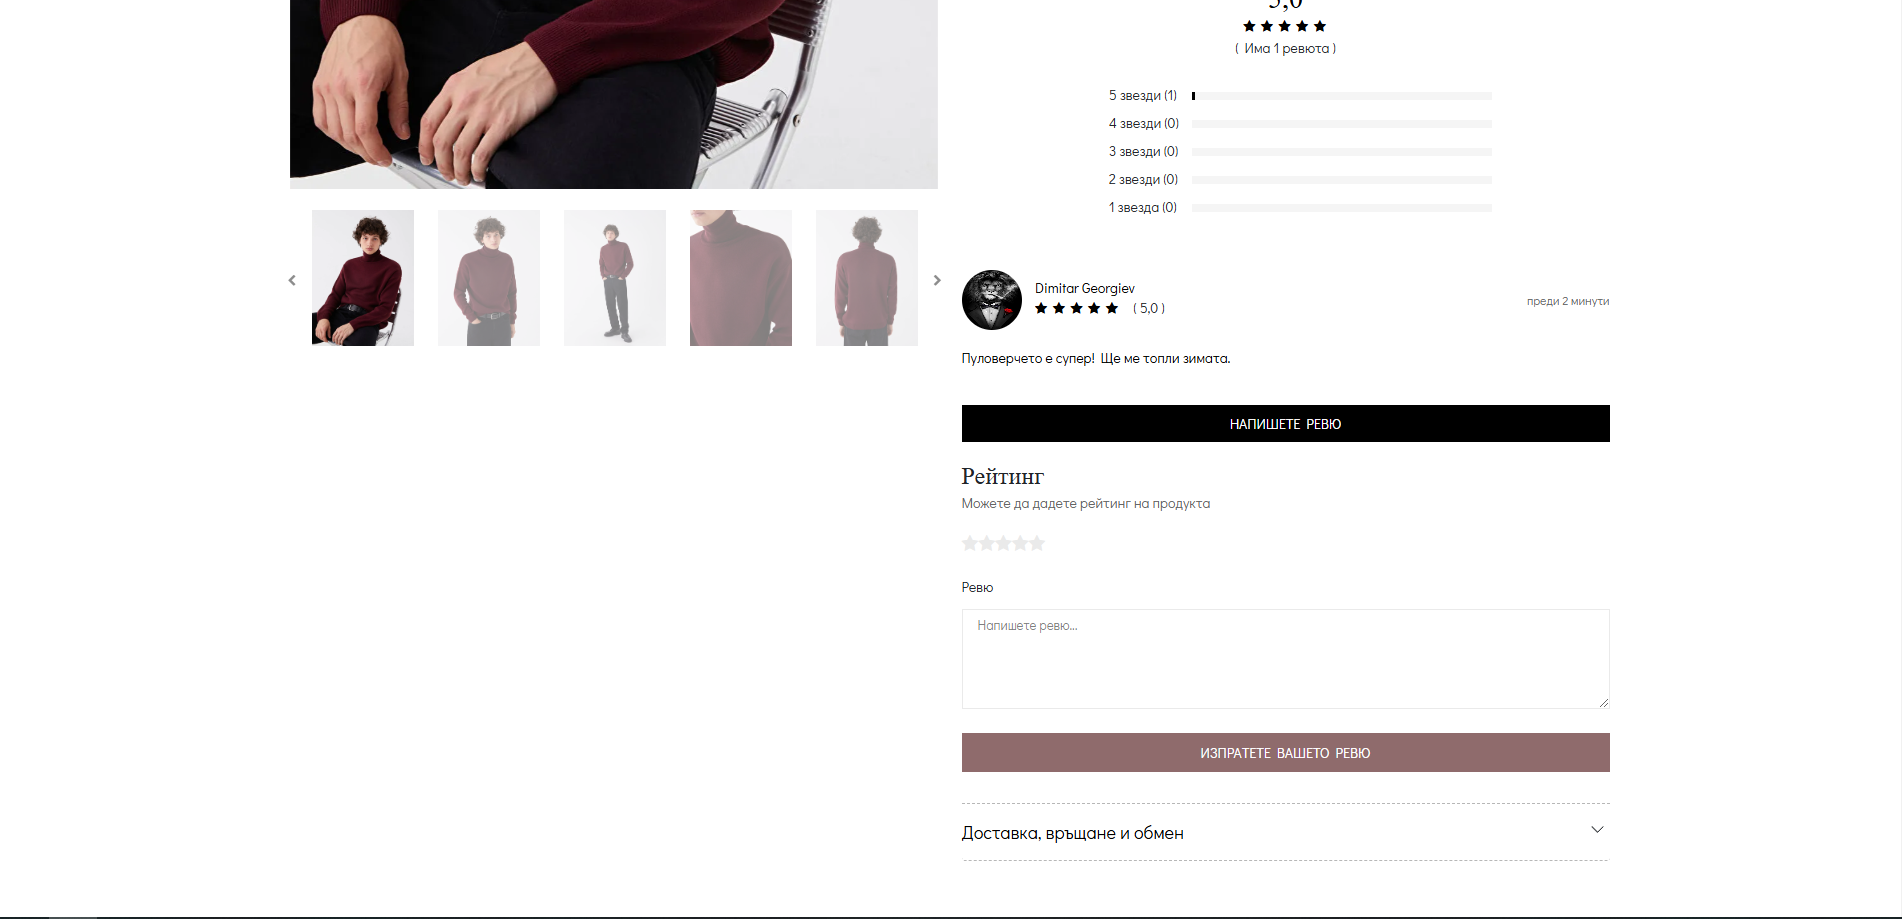 5,0
( Има 1 ревюта )
5 звезди (1)
4 звезди (0)
3 звезди (0)
2 звезди (0)
1 звезда (0)
Dimitar Georgiev
( 5,0 )
преди 2 минути
Пуловерчето е супер! Ще ме топли зимата.
НАПИШЕТЕ РЕВЮ
Рейтинг
Можете да дадете рейтинг на продукта
Ревю
Напишете ревю...
ИЗПРАТЕТЕ ВАШЕТО РЕВЮ
Доставка, връщане и обмен